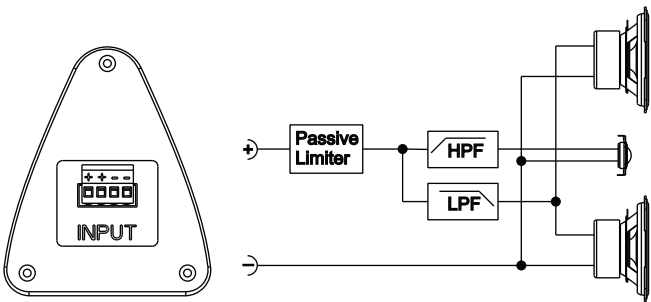 + + − −
INPUT
+
Passive
Limiter
HPF
LPF
−